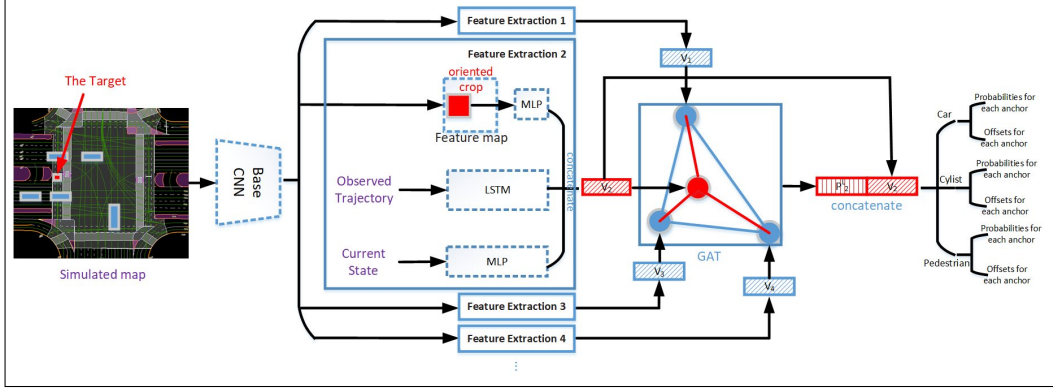 Feature Extraction 1
Feature Extraction 2
The Target
oriented
crop
MLP
Feature map
V1
Base
CNN
Observed
Trajectory
LSTM
concatenate
V2
Current
State
MLP
Simulated map
GAT
V3
V4
Feature Extraction 3
Feature Extraction 4
⋮
P'2
V2
concatenate
Car
Probabilities for
each anchor
Offsets for
each anchor
Cylist
Probabilities for
each anchor
Offsets for
each anchor
Pedestrian
Probabilities for
each anchor
Offsets for
each anchor